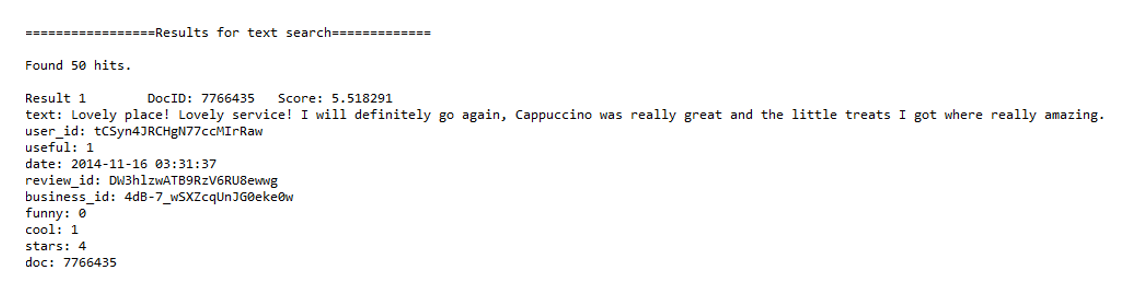 =================Results for text search=============
Found 50 hits.
Result 1 DocID: 7766435 Score: 5.518291
text: Lovely place! Lovely service! I will definitely go again, Cappuccino was really great and the little treats I got where really amazing.
user_id: tCSyn4JRCHgN77ccMIrRaw
useful: 1
date: 2014-11-16 03:31:37
review_id: DW3hlzwATB9RzV6RU8ewwg
business_id: 4dB-7_wSXZcqUnJG0eke0w
funny: 0
cool: 1
stars: 4
doc: 7766435